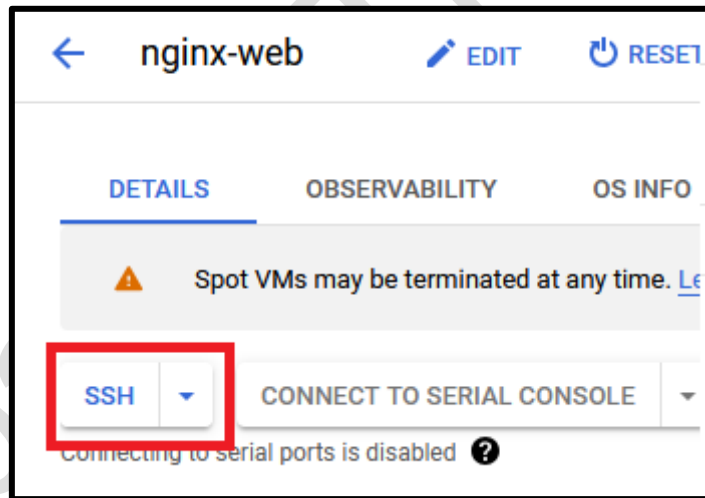 nginx-web EDIT RESET
DETAILS OBSERVABILITY OS INFO
Spot VMs may be terminated at any time. Le
SSH CONNECT TO SERIAL CONSOLE
Connecting to serial ports is disabled ?